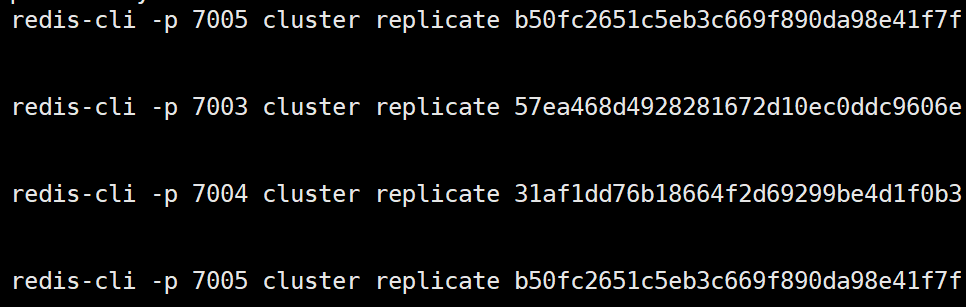 redis-cli -p 7005 cluster replicate b50fc2651c5eb3c669f890da98e41f7f
redis-cli -p 7003 cluster replicate 57ea468d4928281672d10ec0ddc9606e
redis-cli -p 7004 cluster replicate 31af1dd76b18664f2d69299be4d1f0b3
redis-cli -p 7005 cluster replicate b50fc2651c5eb3c669f890da98e41f7f